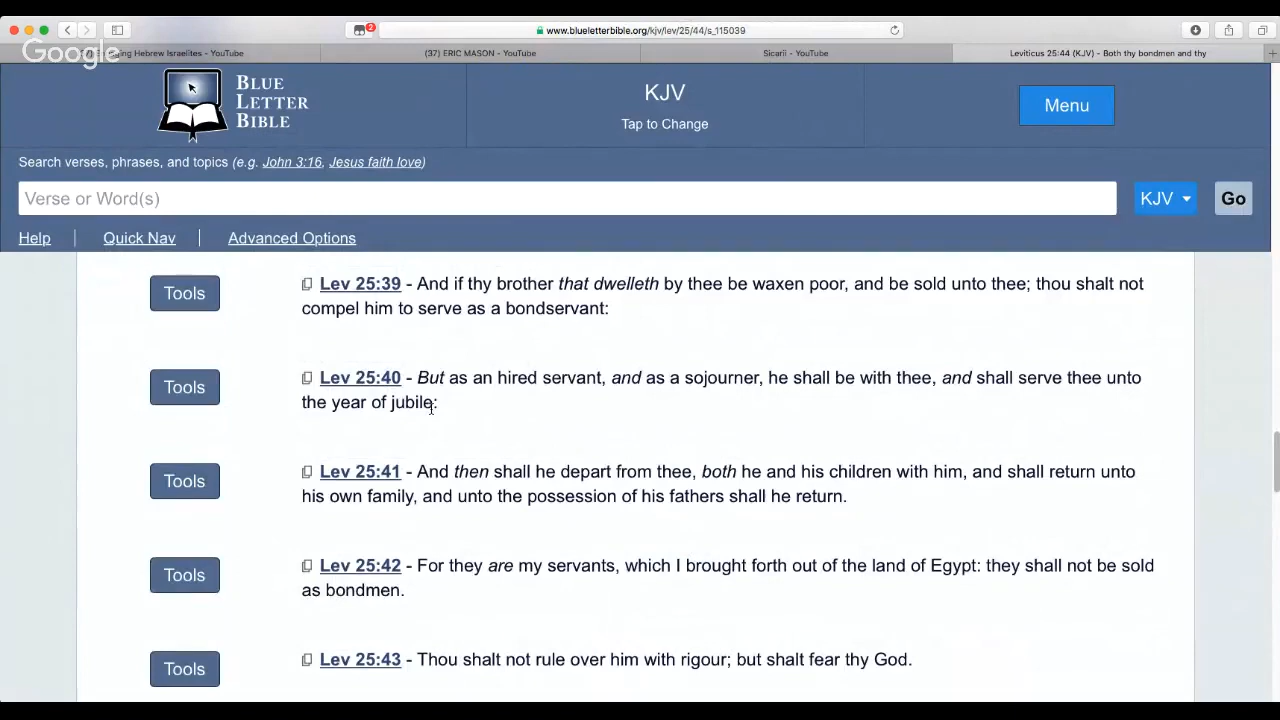 2
www.blueletterbible.org/kjv/lev/25/44/s_115039
Google
ing Hebrew Israelites - YouTube
(37) ERIC MASON - YouTube
Sicarii - YouTube
Leviticus 25:44 (KJV) - Both thy bondmen and thy
BLUE
LETTER
BIBLE
KJV
Tap to Change
Menu
Search verses, phrases, and topics (e.g. John 3:16, Jesus faith love)
Verse or Word(s)
KJV
Go
Help
Quick Nav
Advanced Options
Tools
Lev 25:39 - And if thy brother that dwelleth by thee be waxen poor, and be sold unto thee; thou shalt not
compel him to serve as a bondservant:
Tools
Lev 25:40 - But as an hired servant, and as a sojourner, he shall be with thee, and shall serve thee unto
the year of jubile:
Tools
Lev 25:41 - And then shall he depart from thee, both he and his children with him, and shall return unto
his own family, and unto the possession of his fathers shall he return.
Tools
Lev 25:42 - For they are my servants, which I brought forth out of the land of Egypt: they shall not be sold
as bondmen.
Tools
Lev 25:43 - Thou shalt not rule over him with rigour; but shalt fear thy God.